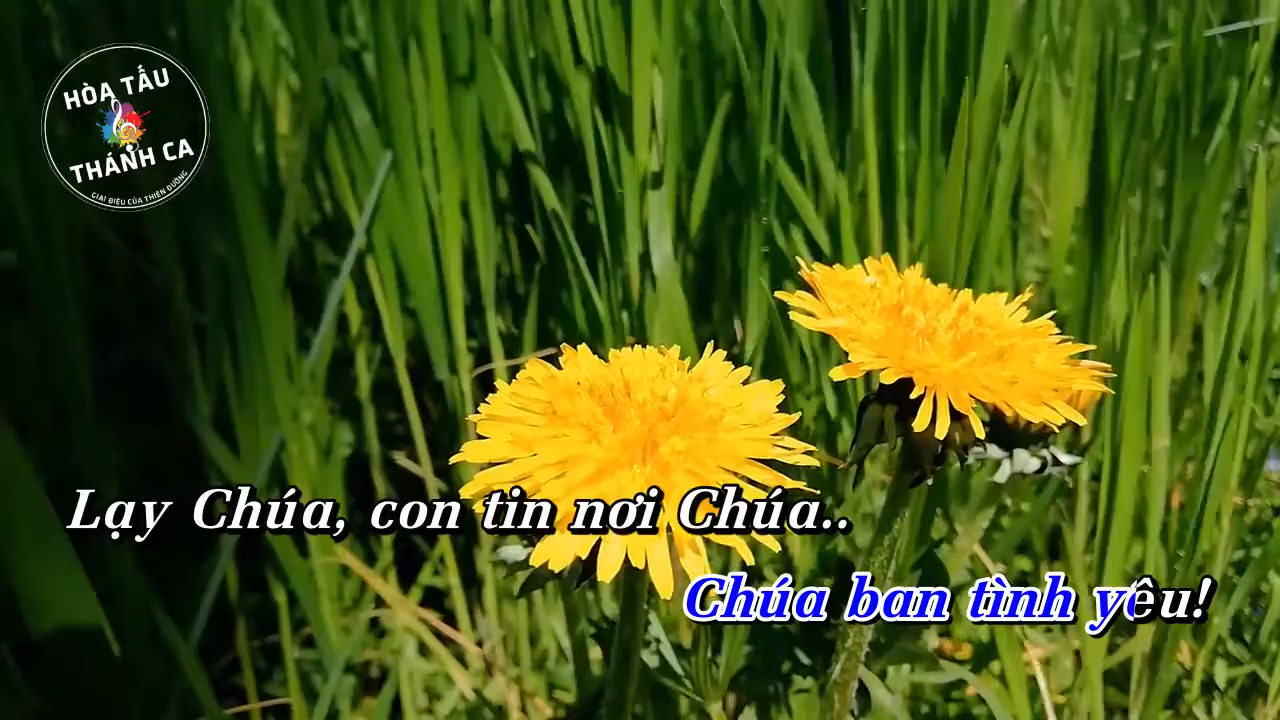 HÒA TẤU
THÁNH CA
GIAI ĐIỆU CỦA THIÊN ĐƯỜNG
Lạy Chúa, con tin nơi Chúa..
Chúa ban tình yêu!